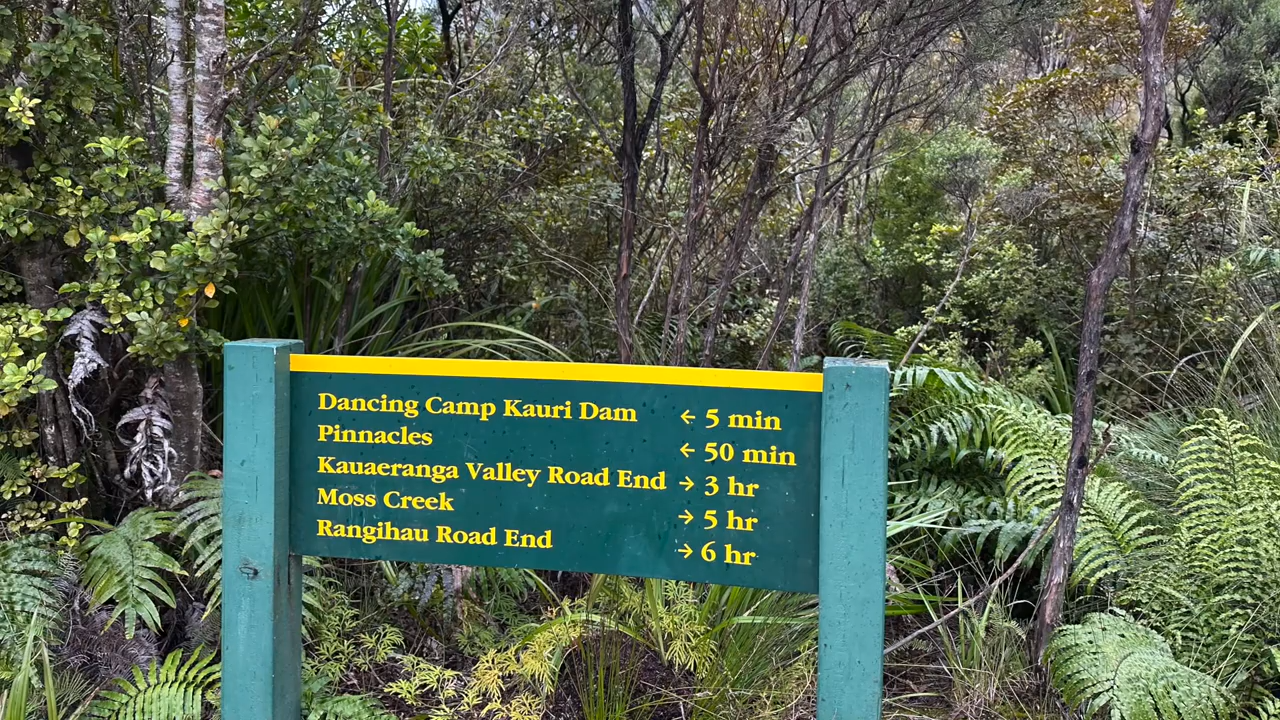 Dancing Camp Kauri Dam ← 5 min
Pinnacles ← 50 min
Kauaeranga Valley Road End → 3 hr
Moss Creek → 5 hr
Rangihau Road End → 6 hr